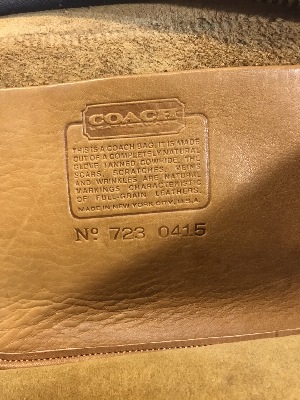 COACH
THIS IS A COACH BAG. IT IS MADE
OUT OF A COMPLETELY NATURAL
GLOVE TANNED COWHIDE. THE
SCARS, SCRATCHES, VEINS
AND WRINKLES ARE NATURAL
MARKINGS CHARACTERISTIC
OF FULL-GRAIN LEATHERS.
MADE IN NEW YORK CITY, U.S.A.
Nº 723 0415